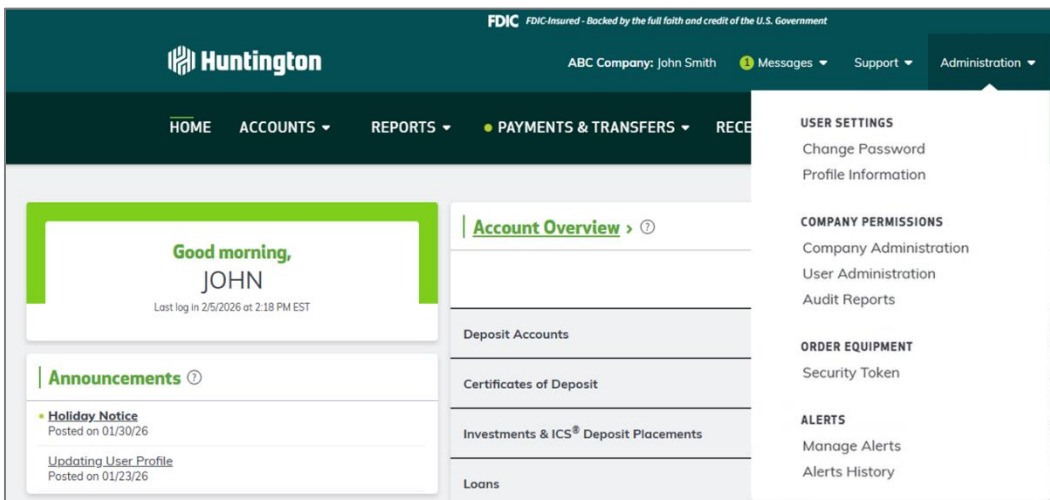 FDIC FDIC-Insured - Backed by the full faith and credit of the U.S. Government
Huntington
ABC Company: John Smith
1 Messages
Support
Administration
HOME
ACCOUNTS
REPORTS
PAYMENTS & TRANSFERS
RECE
USER SETTINGS
Change Password
Profile Information
COMPANY PERMISSIONS
Company Administration
User Administration
Audit Reports
ORDER EQUIPMENT
Security Token
ALERTS
Manage Alerts
Alerts History
Good morning,
JOHN
Last log in 2/5/2026 at 2:18 PM EST
Announcements ?
Holiday Notice
Posted on 01/30/26
Updating User Profile
Posted on 01/23/26
Account Overview > ?
Deposit Accounts
Certificates of Deposit
Investments & ICS® Deposit Placements
Loans